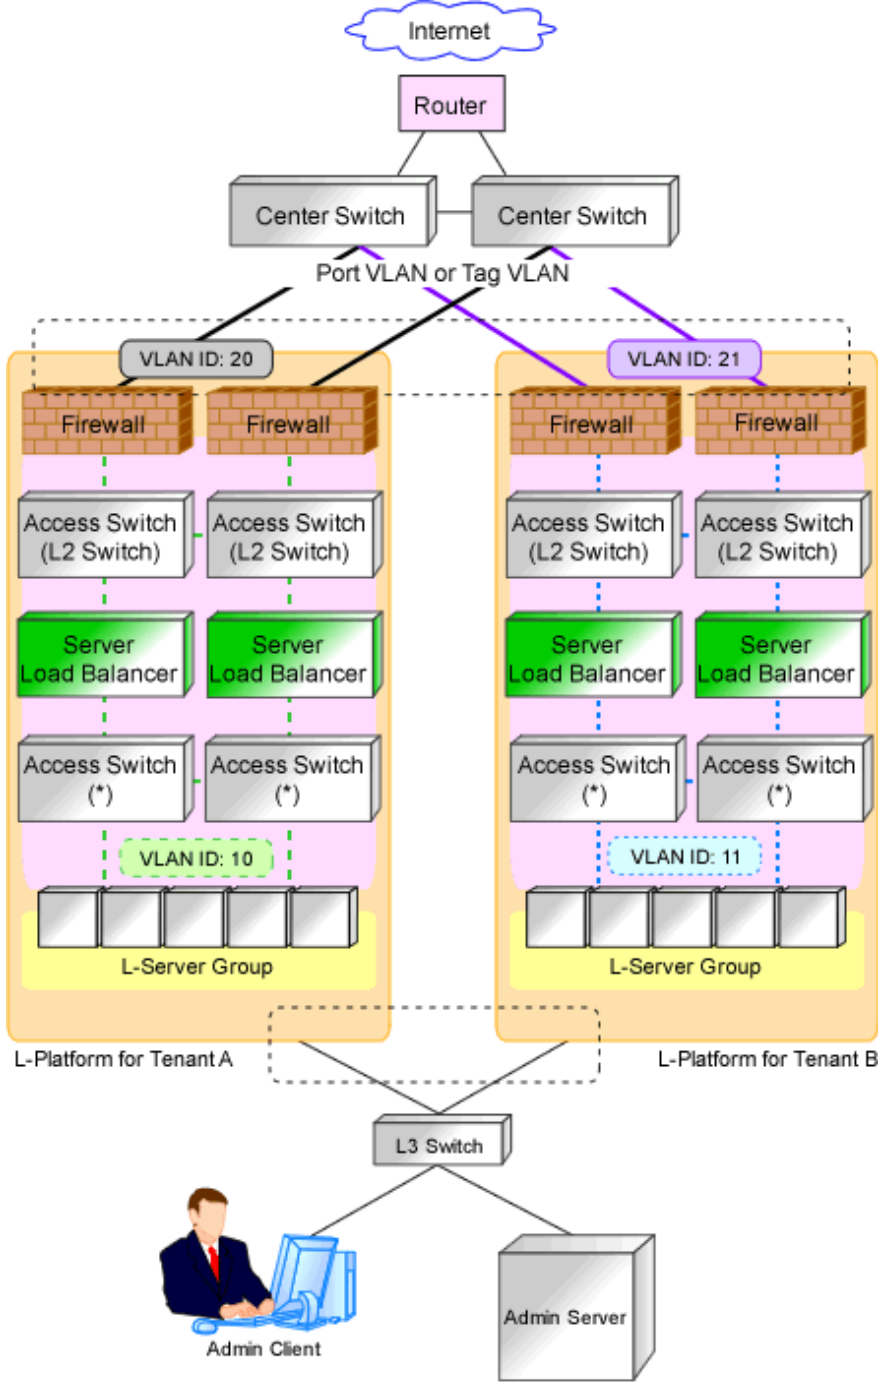 Internet
Router
Center Switch
Center Switch
Port VLAN or Tag VLAN
VLAN ID: 20
VLAN ID: 21
Firewall
Firewall
Firewall
Firewall
Access Switch
(L2 Switch)
Access Switch
(L2 Switch)
Access Switch
(L2 Switch)
Access Switch
(L2 Switch)
Server
Load Balancer
Server
Load Balancer
Server
Load Balancer
Server
Load Balancer
Access Switch
(*)
Access Switch
(*)
Access Switch
(*)
Access Switch
(*)
VLAN ID: 10
VLAN ID: 11
L-Server Group
L-Server Group
L-Platform for Tenant A
L-Platform for Tenant B
L3 Switch
Admin Client
Admin Server